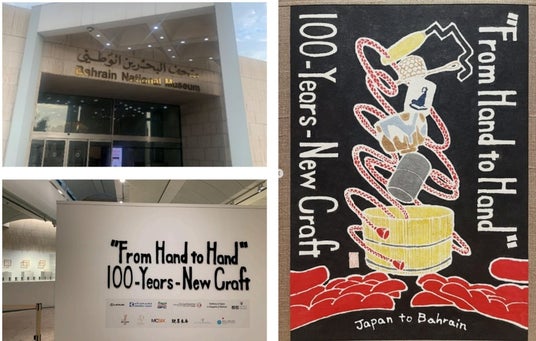 متحف البحرين الوطني
Bahrain National Museum
"From Hand to Hand"
100-Years-New Craft
"From Hand to Hand"
100-Years-New Craft
Japan to Bahrain